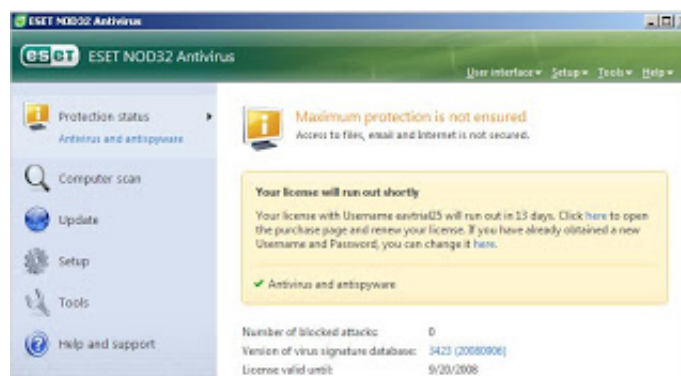 ESET NOD32 Antivirus
eseT ESET NOD32 Antivirus
User interface Setup Tools Help
Protection status
Antivirus and antispyware
Computer scan
Update
Setup
Tools
Help and support
Maximum protection is not ensured
Access to files, email and Internet is not secured.
Your license will run out shortly
Your license with Username eavtrial25 will run out in 13 days. Click here to open
the purchase page and renew your license. If you have already obtained a new
Username and Password, you can change it here.
Antivirus and antispyware
Number of blocked attacks: 0
Version of virus signature database: 3423 (20080906)
License valid until: 9/20/2008